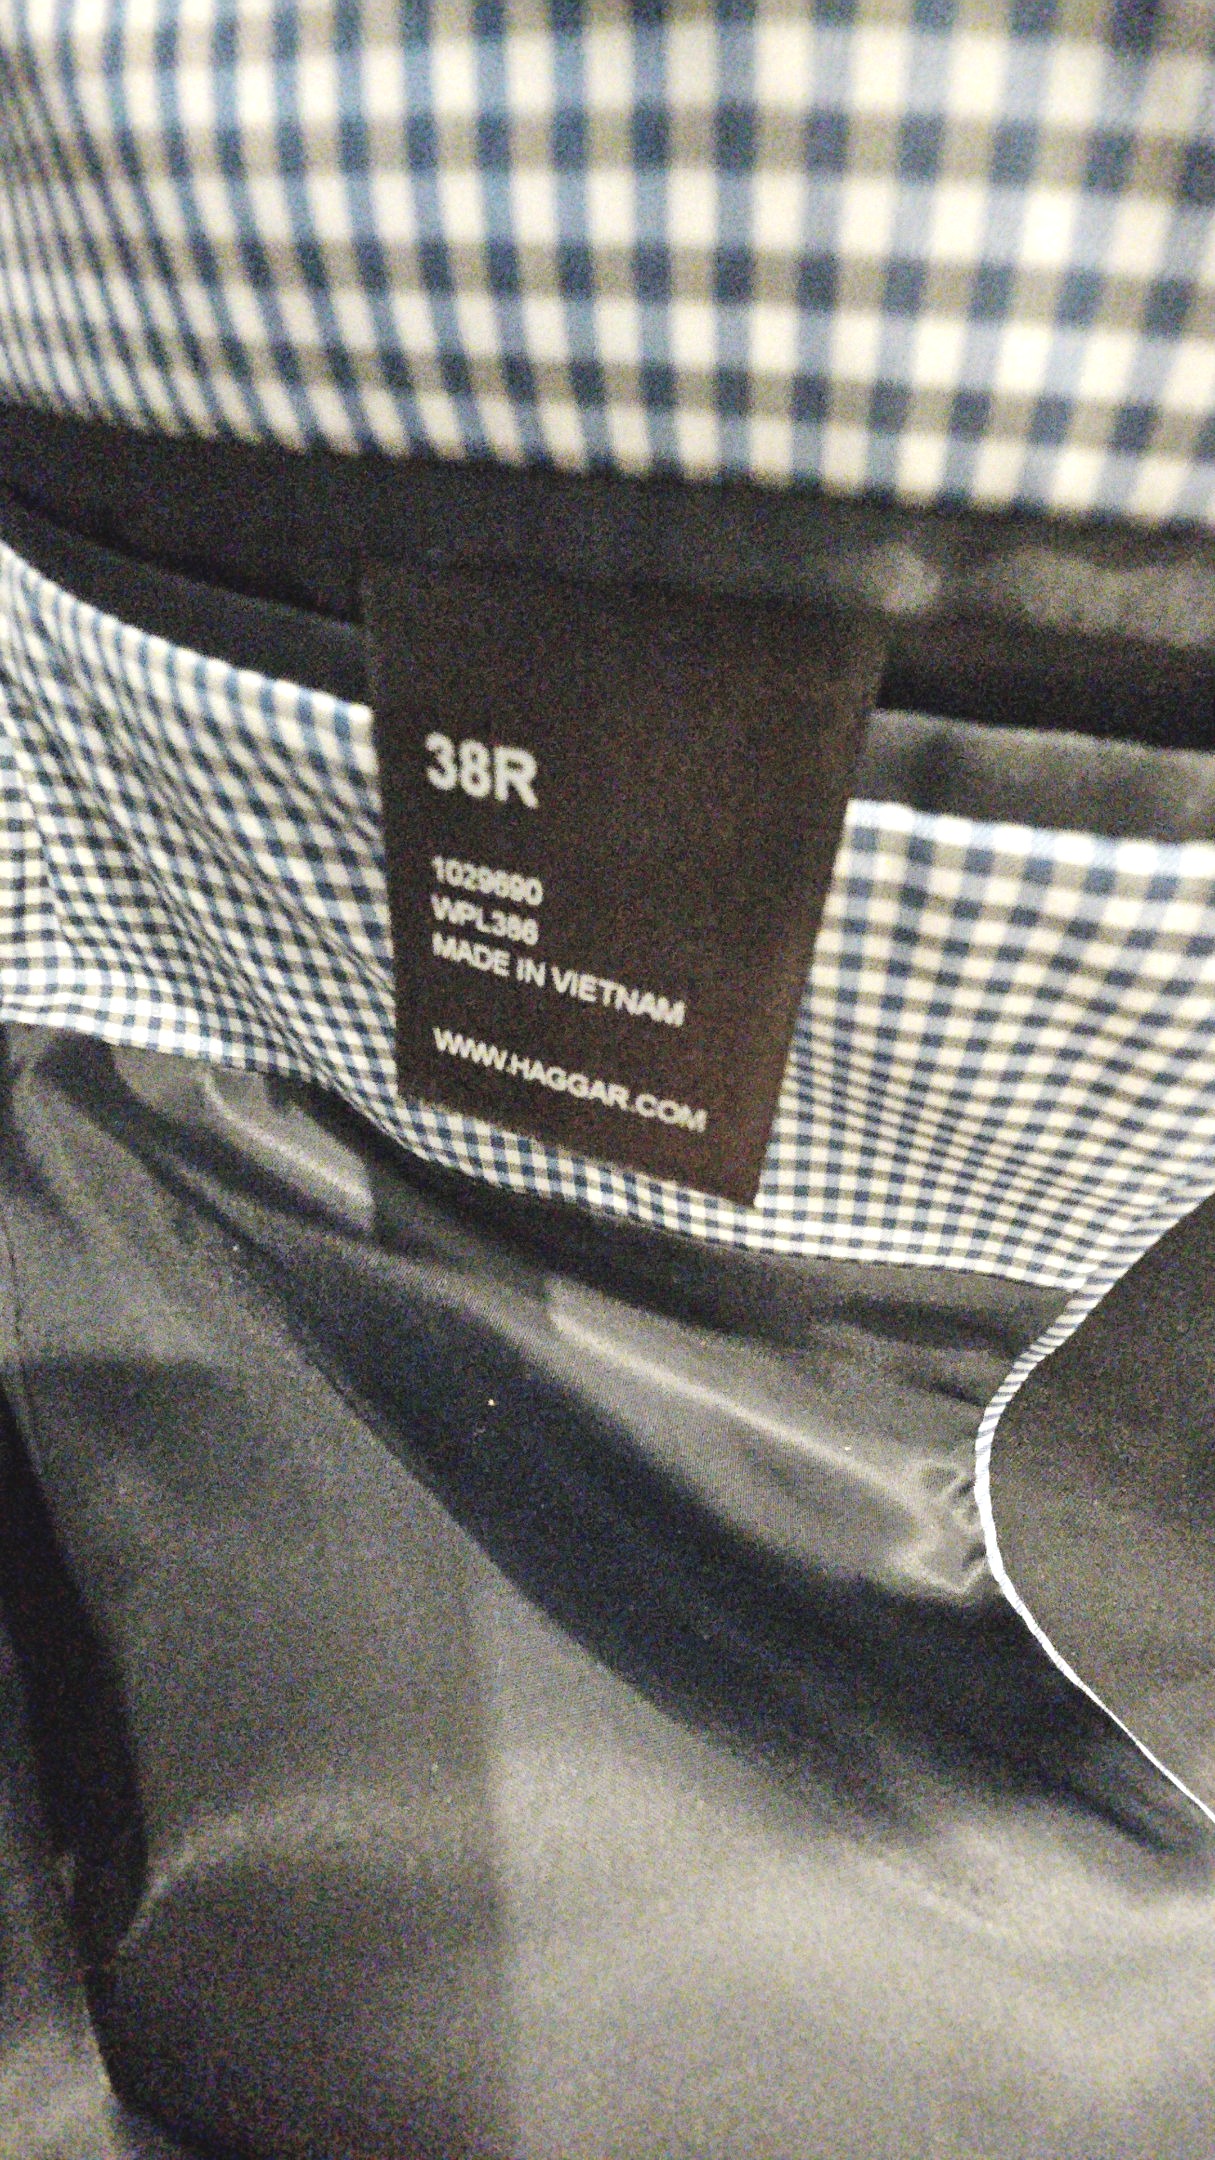 38R
1029690
WPL386
MADE IN VIETNAM
WWW.HAGGAR.COM